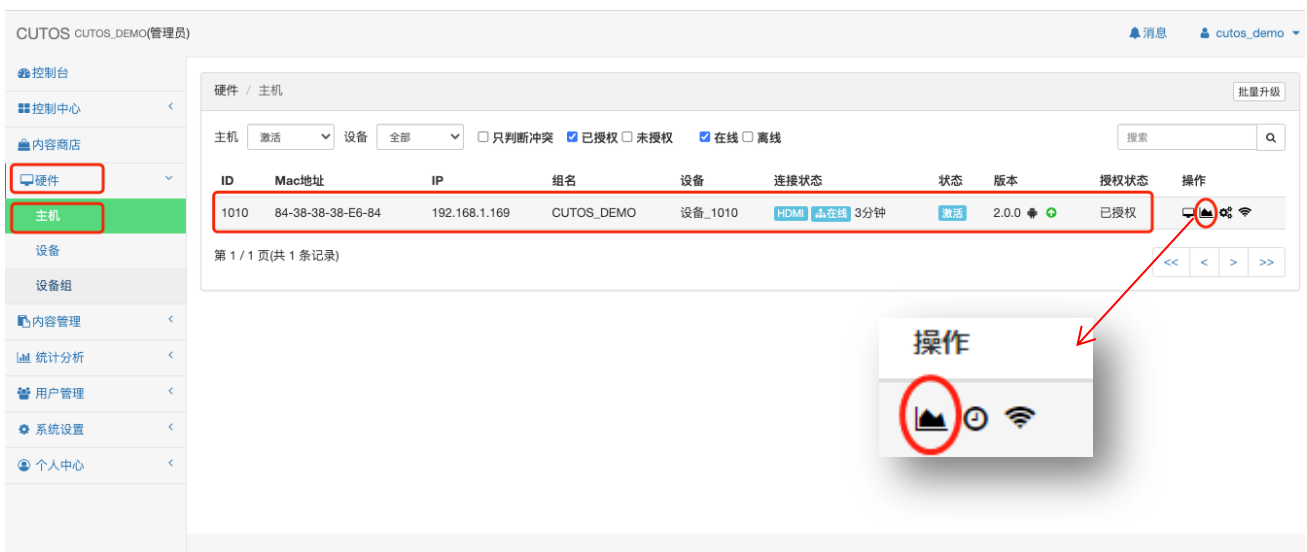 CUTOS CUTOS_DEMO(管理员)
消息
cutos_demo
控制台
控制中心
内容商店
硬件
主机
设备
设备组
内容管理
统计分析
用户管理
系统设置
个人中心
硬件 / 主机
批量升级
主机 激活 设备 全部 只判断冲突 已授权 未授权 在线 离线
搜索
ID Mac地址 IP 组名 设备 连接状态 状态 版本 授权状态 操作
1010 84-38-38-38-E6-84 192.168.1.169 CUTOS_DEMO 设备_1010 HDMI 在线 3分钟 激活 2.0.0 已授权
第 1 / 1 页(共 1 条记录)
<< < > >>
操作